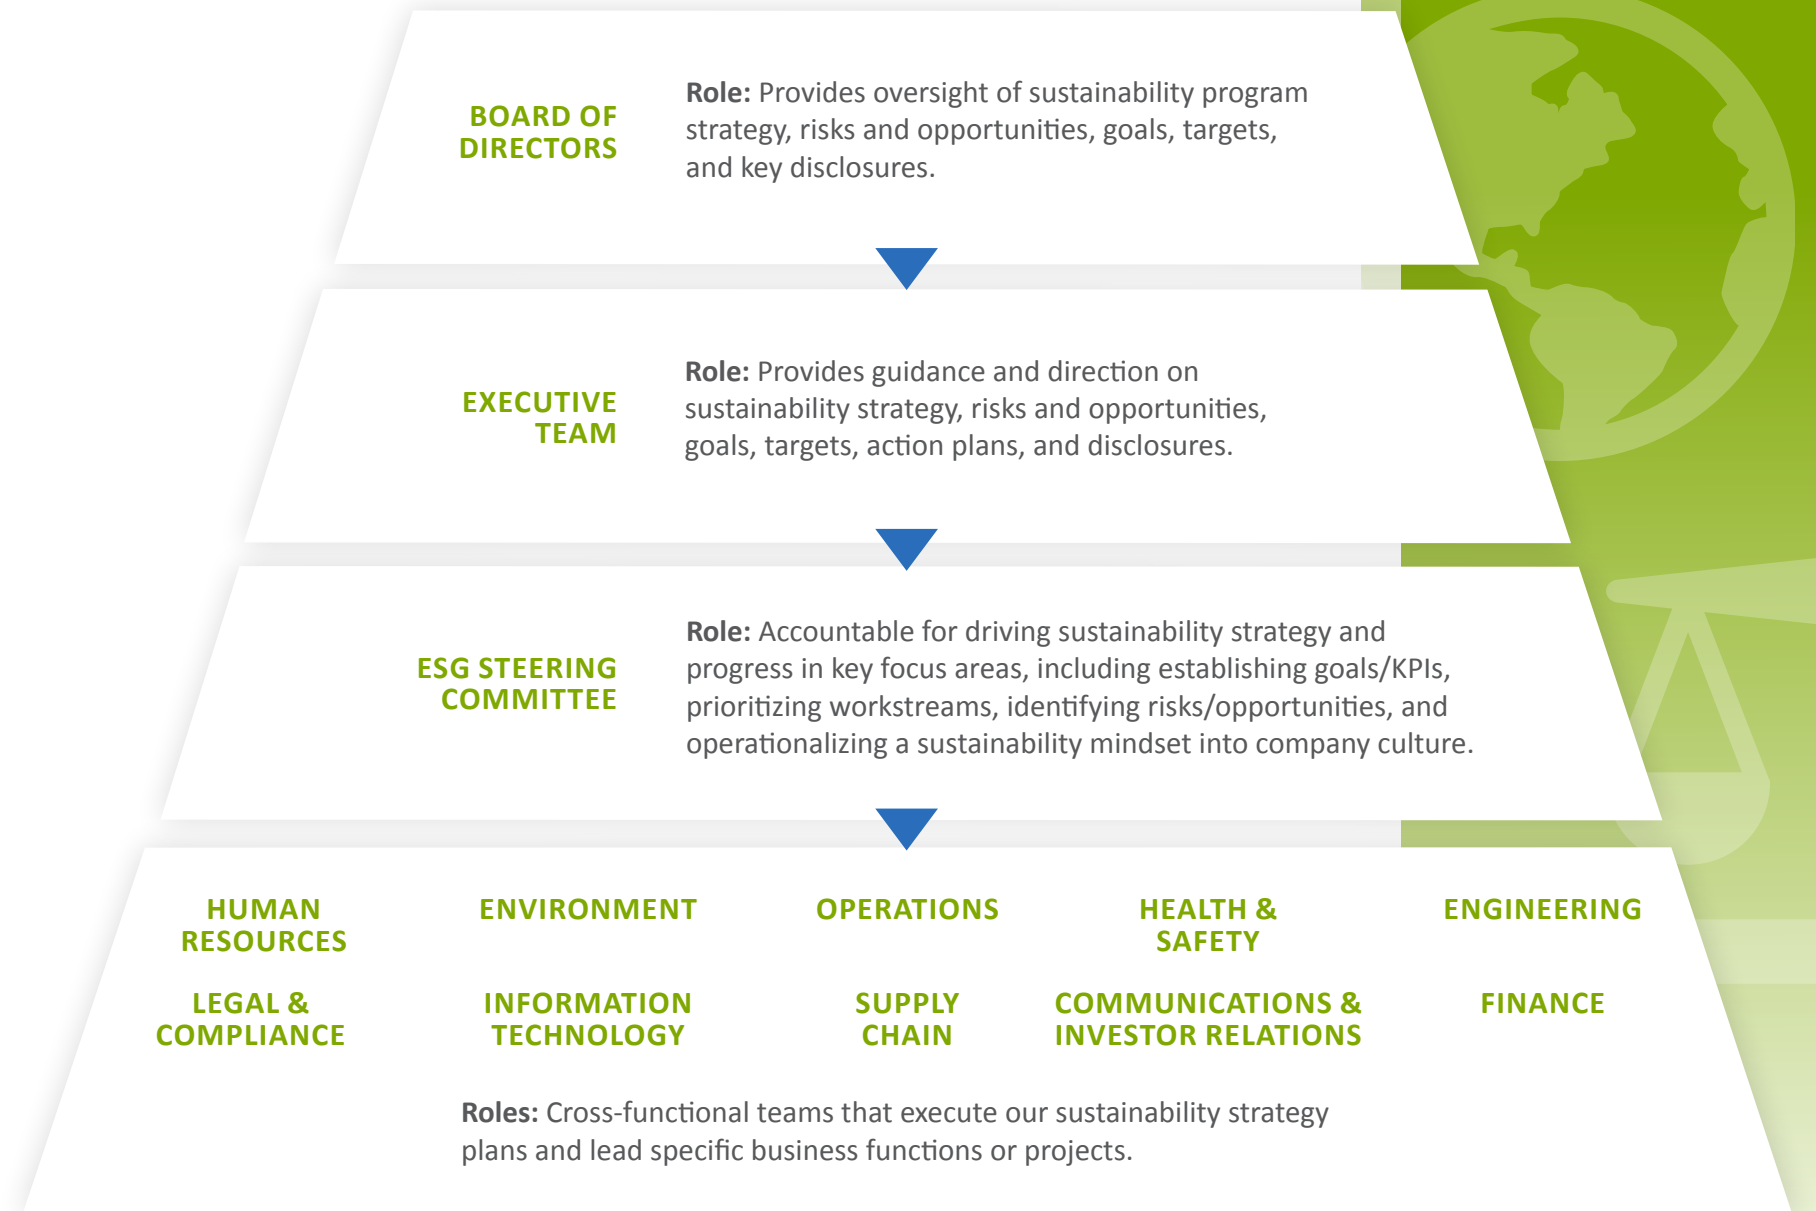 BOARD OF
DIRECTORS
Role: Provides oversight of sustainability program
strategy, risks and opportunities, goals, targets,
and key disclosures.
EXECUTIVE
TEAM
Role: Provides guidance and direction on
sustainability strategy, risks and opportunities,
goals, targets, action plans, and disclosures.
ESG STEERING
COMMITTEE
Role: Accountable for driving sustainability strategy and
progress in key focus areas, including establishing goals/KPIs,
prioritizing workstreams, identifying risks/opportunities, and
operationalizing a sustainability mindset into company culture.
HUMAN
RESOURCES
ENVIRONMENT
OPERATIONS
HEALTH &
SAFETY
ENGINEERING
LEGAL &
COMPLIANCE
INFORMATION
TECHNOLOGY
SUPPLY
CHAIN
COMMUNICATIONS &
INVESTOR RELATIONS
FINANCE
Roles: Cross-functional teams that execute our sustainability strategy
plans and lead specific business functions or projects.